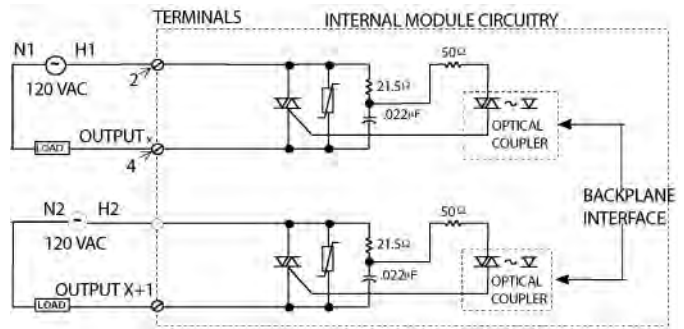 TERMINALS
INTERNAL MODULE CIRCUITRY
N1
H1
2
120 VAC
50Ω
21.5Ω
.022µF
OUTPUT x
LOAD
4
OPTICAL
COUPLER
BACKPLANE
INTERFACE
N2
H2
120 VAC
50Ω
21.5Ω
.022µF
OUTPUT X+1
LOAD
OPTICAL
COUPLER